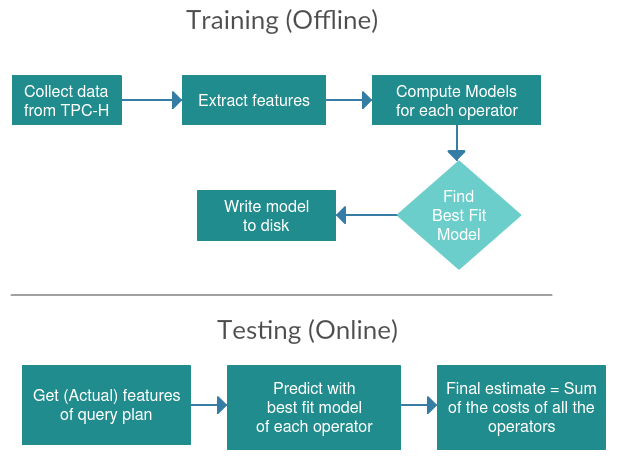 Training (Offline)
Collect data
from TPC-H
Extract features
Compute Models
for each operator
Find
Best Fit
Model
Write model
to disk
Testing (Online)
Get (Actual) features
of query plan
Predict with
best fit model
of each operator
Final estimate = Sum
of the costs of all the
operators